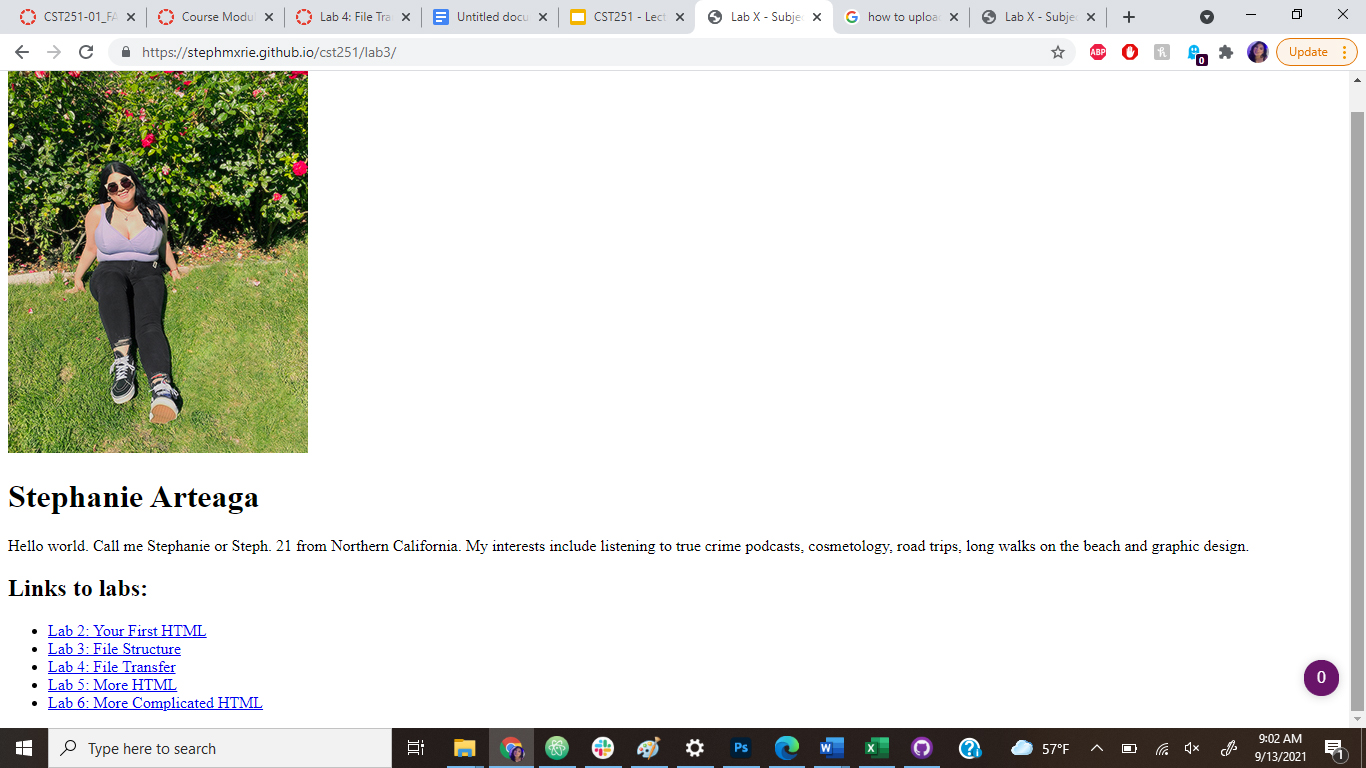 CST251-01_FA
Course Modul
Lab 4: File Tra
Untitled docu
CST251 - Lect
Lab X - Subje
how to uploa
Lab X - Subje
https://stephmxrie.github.io/cst251/lab3/
ABP
0
Update
Stephanie Arteaga
Hello world. Call me Stephanie or Steph. 21 from Northern California. My interests include listening to true crime podcasts, cosmetology, road trips, long walks on the beach and graphic design.
Links to labs:
Lab 2: Your First HTML
Lab 3: File Structure
Lab 4: File Transfer
Lab 5: More HTML
Lab 6: More Complicated HTML
0
Type here to search
Ps
57°F
9:02 AM
9/13/2021
1